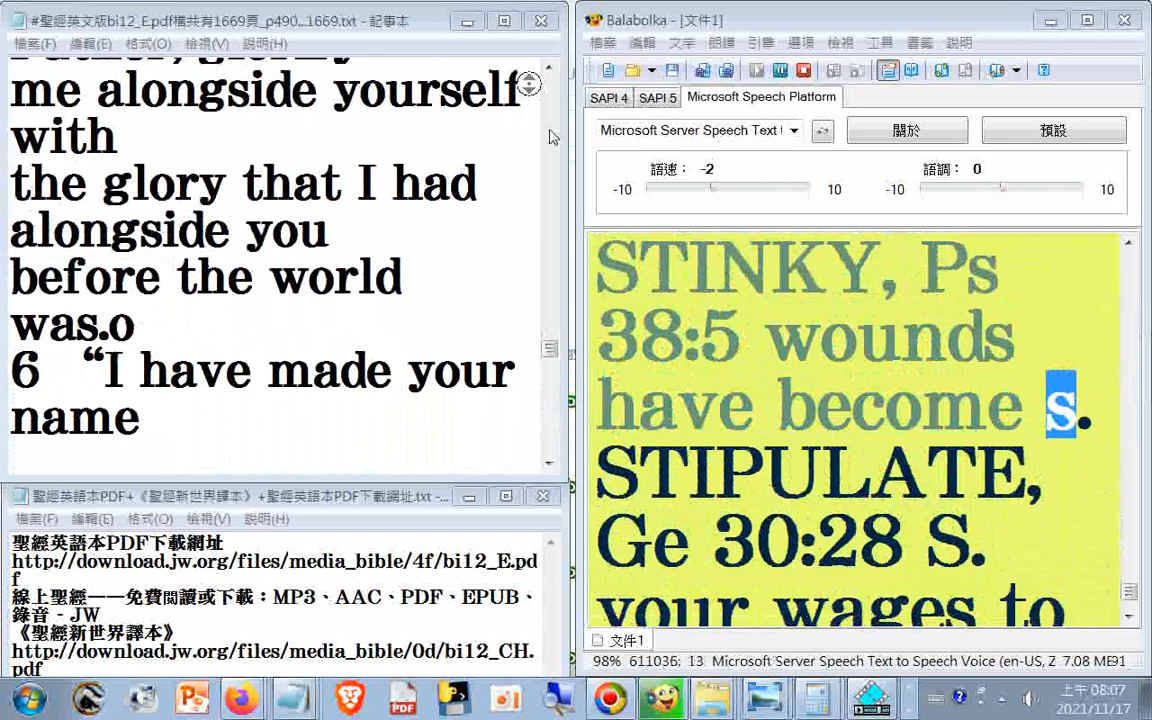 #聖經英文版bi12_E.pdf檔共有1669頁_p490,..1669.txt - 記事本
檔案(F) 編輯(E) 格式(O) 檢視(V) 說明(H)
me alongside yourself
with
the glory that I had
alongside you
before the world
was.o
6 “I have made your
name
聖經英語本PDF+《聖經新世界譯本》+聖經英語本PDF下載網址.txt -...
檔案(F) 編輯(E) 格式(O) 檢視(V) 說明(H)
聖經英語本PDF下載網址
http://download.jw.org/files/media_bible/4f/bi12_E.pd
f
線上聖經——免費閱讀或下載：MP3、AAC、PDF、EPUB、
錄音 - JW
《聖經新世界譯本》
http://download.jw.org/files/media_bible/0d/bi12_CH.
pdf
Balabolka - [文件1]
檔案 編輯 文字 朗讀 引擎 選項 檢視 工具 書籤 說明
SAPI 4 SAPI 5 Microsoft Speech Platform
Microsoft Server Speech Text 關於 預設
語速： -2 語調： 0
-10 10 -10 10
STINKY, Ps
38:5 wounds
have become s.
STIPULATE,
Ge 30:28 S.
your wages to
文件1
98% 611036: 13 Microsoft Server Speech Text to Speech Voice (en-US, Z 7.08 ME91
上午 08:07
2021/11/17